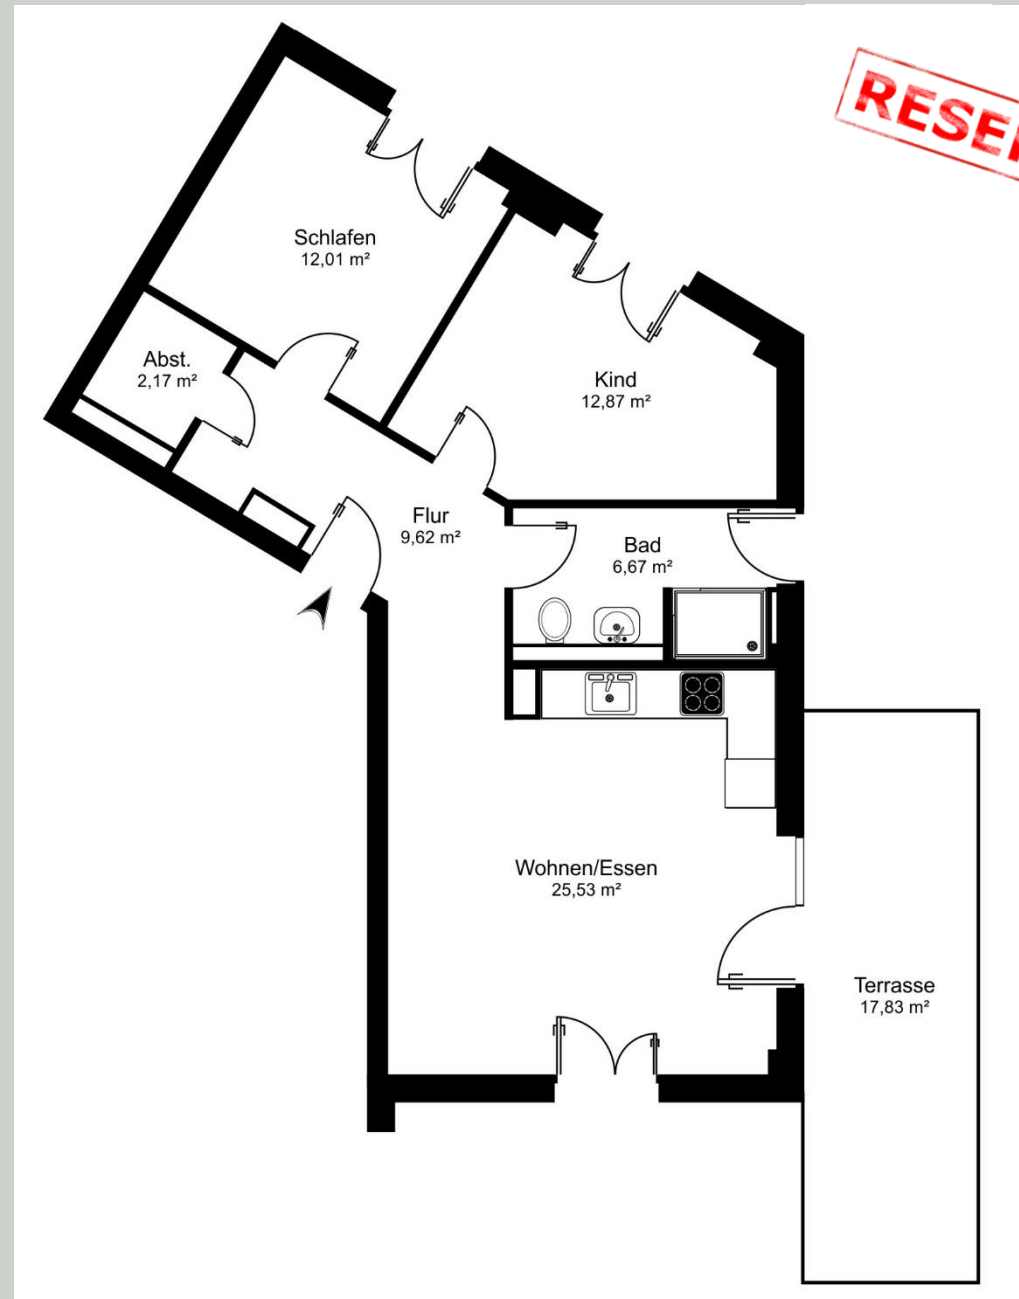 Schlafen
12,01 m²
Abst.
2,17 m²
Kind
12,87 m²
Flur
9,62 m²
Bad
6,67 m²
Wohnen/Essen
25,53 m²
Terrasse
17,83 m²